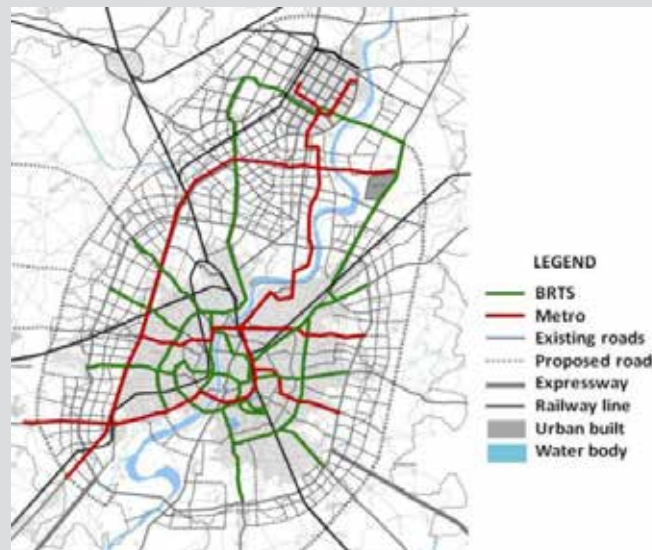 LEGEND
BRTS
Metro
Existing roads
Proposed road
Expressway
Railway line
Urban built
Water body